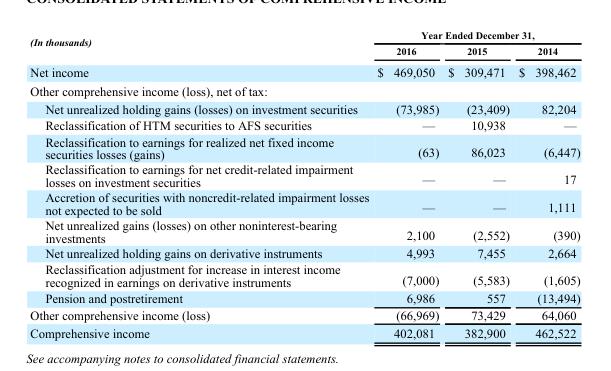 CONSOLIDATED STATEMENTS OF COMPREHENSIVE INCOME
(In thousands) Year Ended December 31,
2016 2015 2014
Net income $ 469,050 $ 309,471 $ 398,462
Other comprehensive income (loss), net of tax:
Net unrealized holding gains (losses) on investment securities (73,985) (23,409) 82,204
Reclassification of HTM securities to AFS securities — 10,938 —
Reclassification to earnings for realized net fixed income
securities losses (gains) (63) 86,023 (6,447)
Reclassification to earnings for net credit-related impairment
losses on investment securities — — 17
Accretion of securities with noncredit-related impairment losses
not expected to be sold — — 1,111
Net unrealized gains (losses) on other noninterest-bearing
investments 2,100 (2,552) (390)
Net unrealized holding gains on derivative instruments 4,993 7,455 2,664
Reclassification adjustment for increase in interest income
recognized in earnings on derivative instruments (7,000) (5,583) (1,605)
Pension and postretirement 6,986 557 (13,494)
Other comprehensive income (loss) (66,969) 73,429 64,060
Comprehensive income 402,081 382,900 462,522
See accompanying notes to consolidated financial statements.